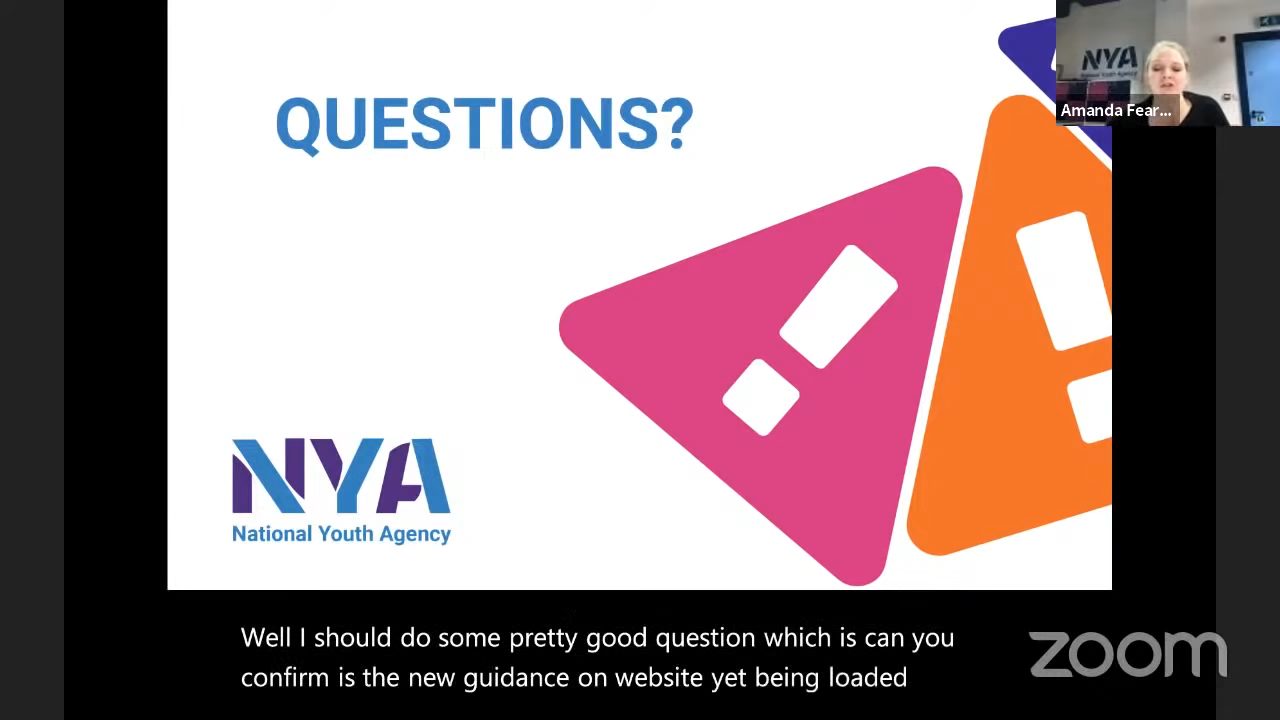 QUESTIONS?
NYA
Amanda Fear...
NYA
National Youth Agency
Well I should do some pretty good question which is can you
confirm is the new guidance on website yet being loaded
zoom